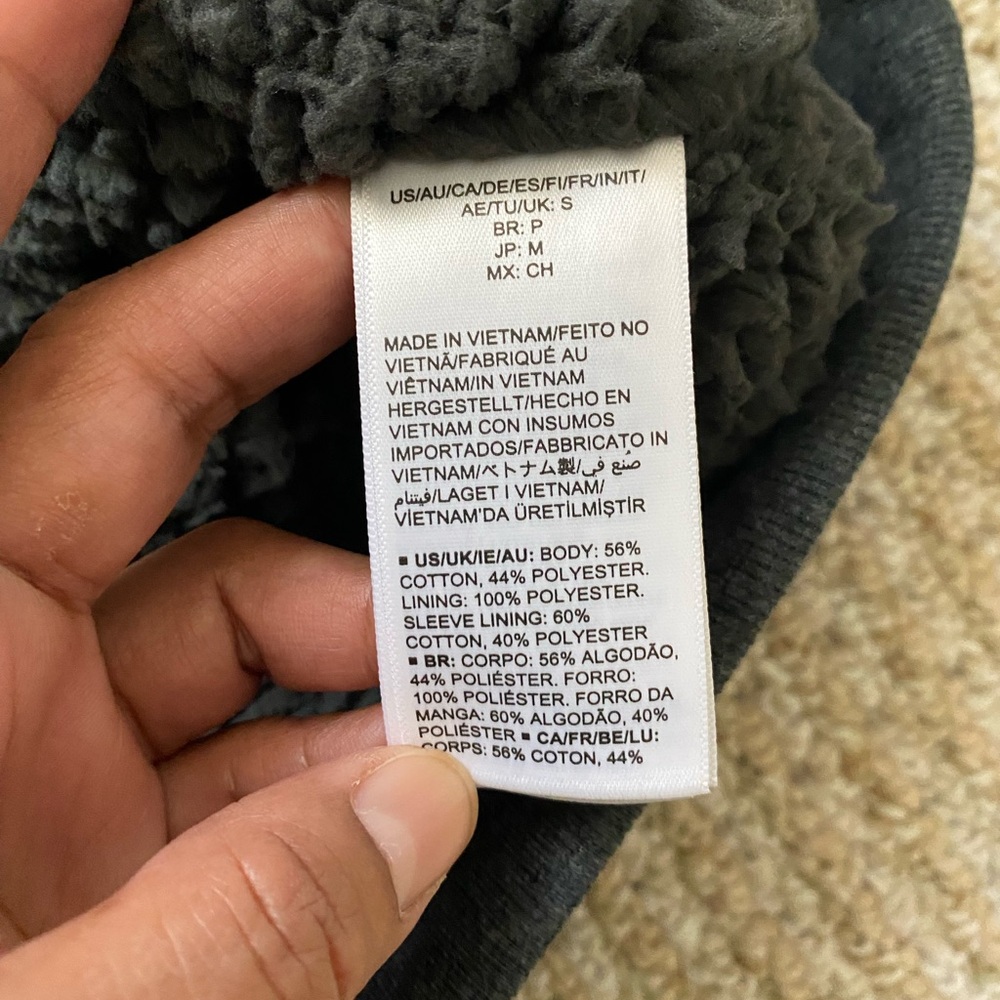 US/AU/CA/DE/ES/FI/FR/IN/IT/
AE/TU/UK: S
BR: P
JP: M
MX: CH
MADE IN VIETNAM/FEITO NO
VIETNÃ/FABRIQUÉ AU
VIÊTNAM/IN VIETNAM
HERGESTELLT/HECHO EN
VIETNAM CON INSUMOS
IMPORTADOS/FABBRICATO IN
VIETNAM/ベトナム製/صُنع في
فيتنام/LAGET I VIETNAM/
VİETNAM'DA ÜRETİLMİŞTİR
▪ US/UK/IE/AU: BODY: 56%
COTTON, 44% POLYESTER.
LINING: 100% POLYESTER.
SLEEVE LINING: 60%
COTTON, 40% POLYESTER
▪ BR: CORPO: 56% ALGODÃO,
44% POLIÉSTER. FORRO:
100% POLIÉSTER. FORRO DA
MANGA: 60% ALGODÃO, 40%
POLIÉSTER ▪ CA/FR/BE/LU:
CORPS: 56% COTON, 44%